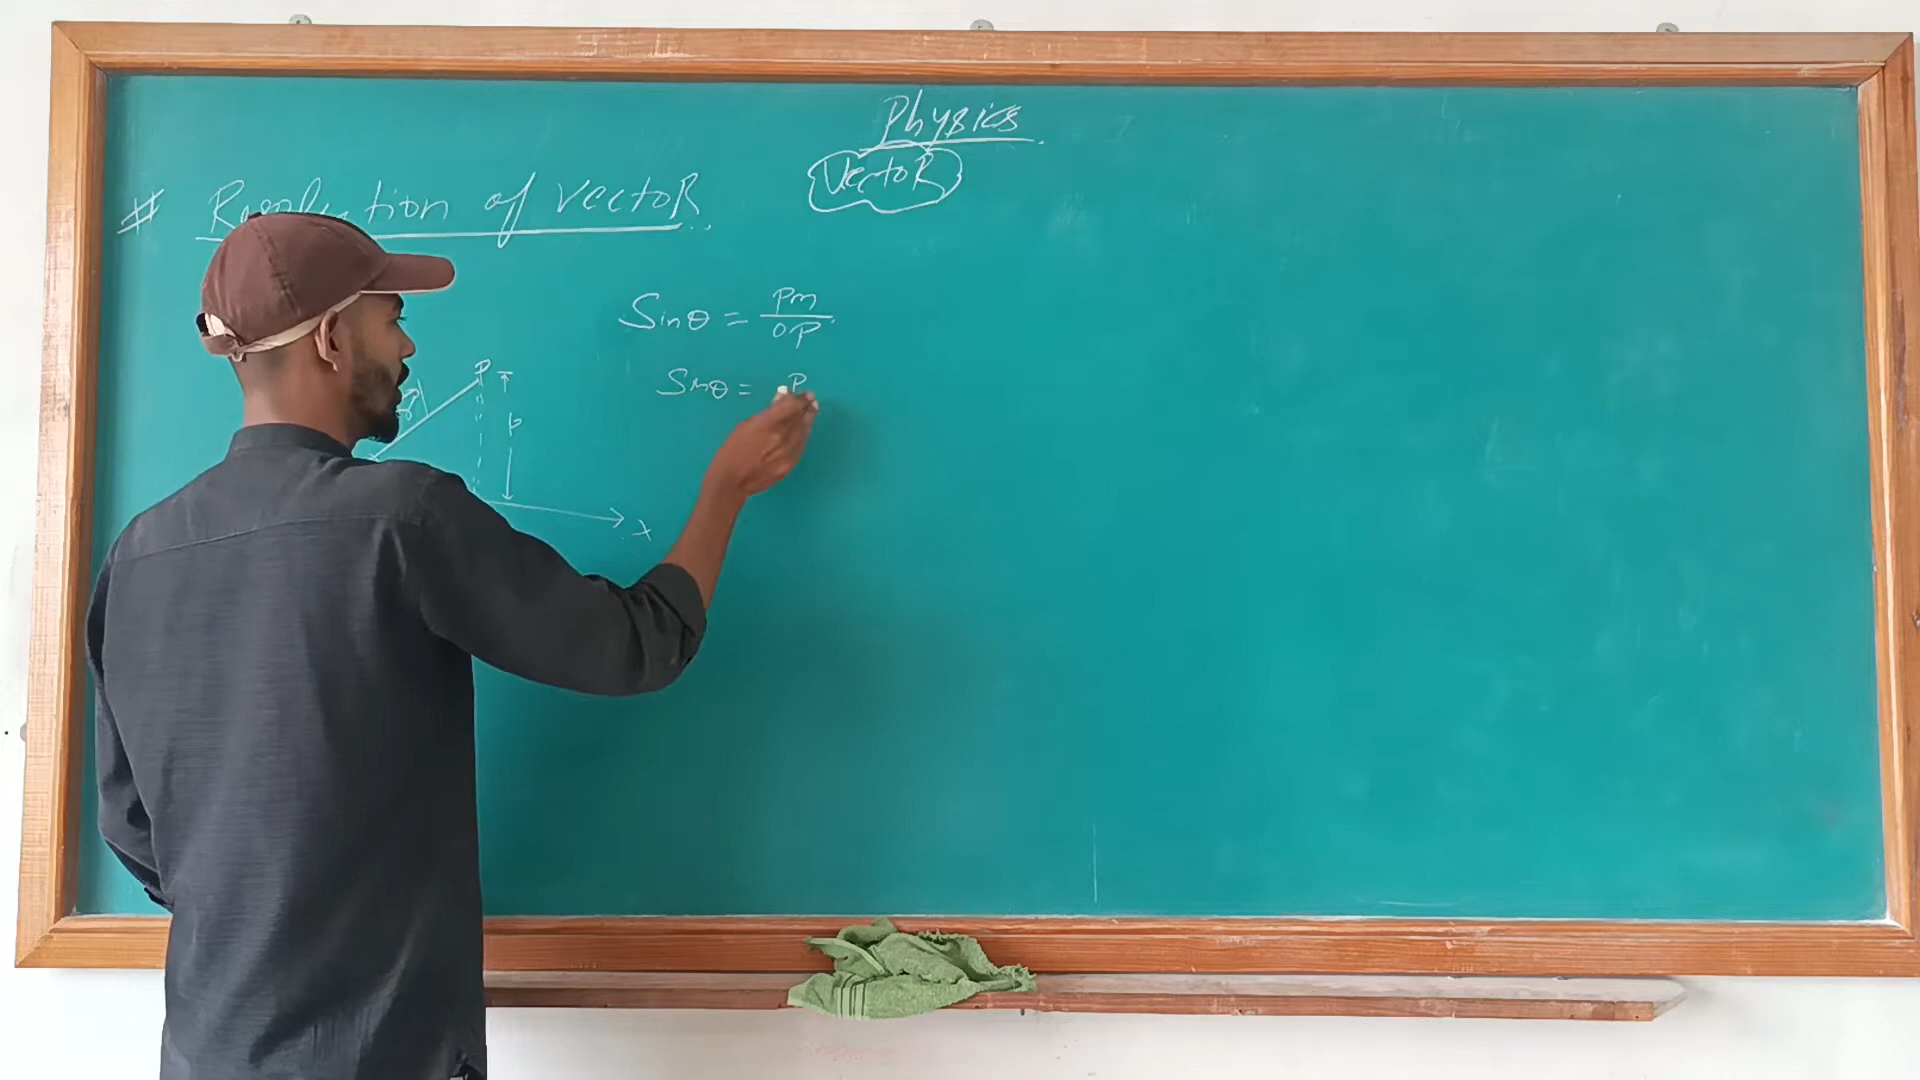 Physics
VectoR
# Resolution of vectoR
Sinθ = PM/OP
P
Sinθ = P
p
X